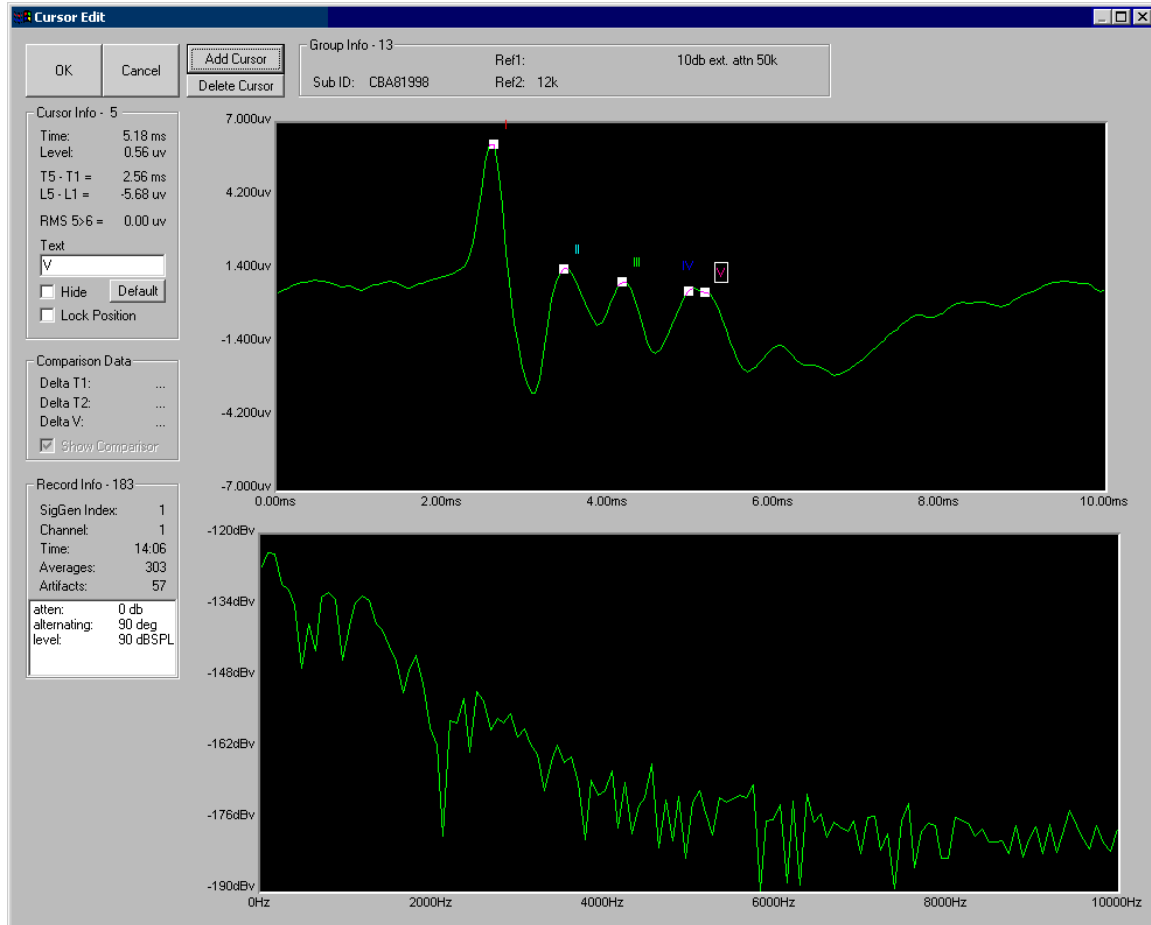 Cursor Edit
OK
Cancel
Add Cursor
Delete Cursor
Group Info - 13
Ref1:
10db ext. attn 50k
Sub ID: CBA81998
Ref2: 12k
Cursor Info - 5
Time: 5.18 ms
Level: 0.56 uv
T5 - T1 = 2.56 ms
L5 - L1 = -5.68 uv
RMS 5>6 = 0.00 uv
Text
V
Hide
Default
Lock Position
Comparison Data
Delta T1: ...
Delta T2: ...
Delta V: ...
Show Comparisor
Record Info - 183
SigGen Index: 1
Channel: 1
Time: 14:06
Averages: 303
Artifacts: 57
atten: 0 db
alternating: 90 deg
level: 90 dBSPL
7.000uv
4.200uv
1.400uv
-1.400uv
-4.200uv
-7.000uv
I
II
III
IV
V
0.00ms
2.00ms
4.00ms
6.00ms
8.00ms
10.00ms
-120dBv
-134dBv
-148dBv
-162dBv
-176dBv
-190dBv
0Hz
2000Hz
4000Hz
6000Hz
8000Hz
10000Hz